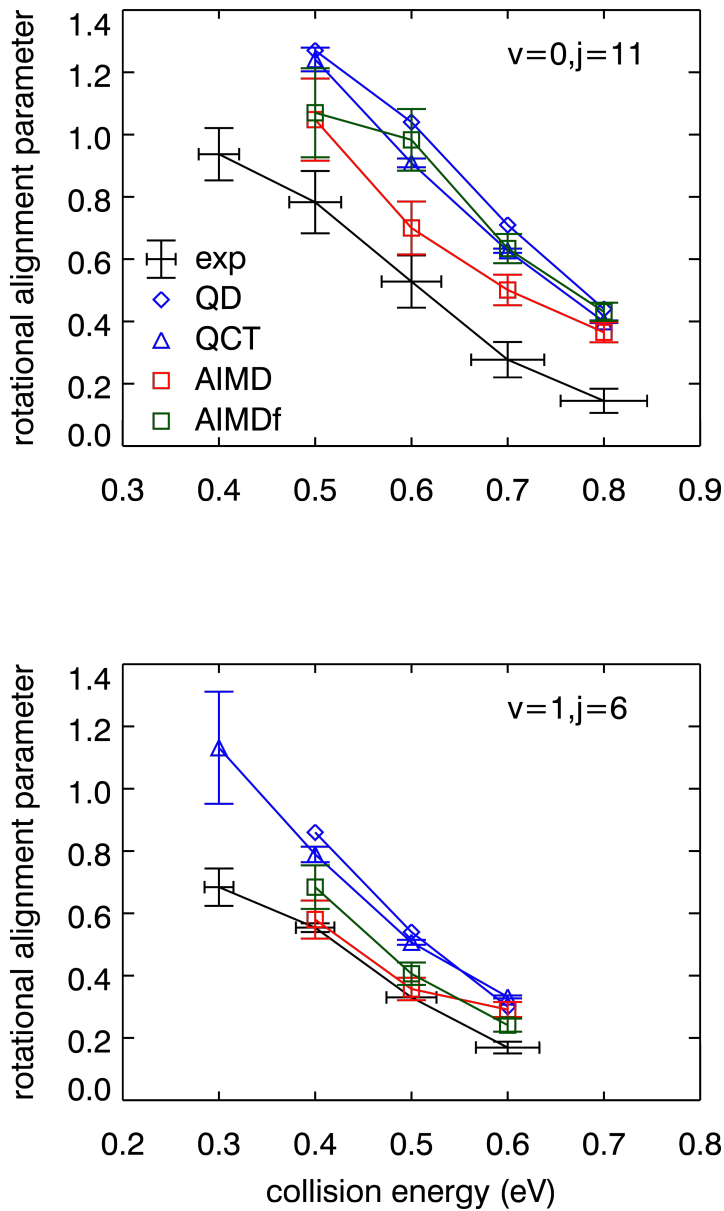 rotational alignment parameter
1.4
1.2
1.0
0.8
0.6
0.4
0.2
0.0
v=0,j=11
exp
QD
QCT
AIMD
AIMDf
0.3 0.4 0.5 0.6 0.7 0.8 0.9
rotational alignment parameter
1.4
1.2
1.0
0.8
0.6
0.4
0.2
0.0
v=1,j=6
0.2 0.3 0.4 0.5 0.6 0.7 0.8
collision energy (eV)